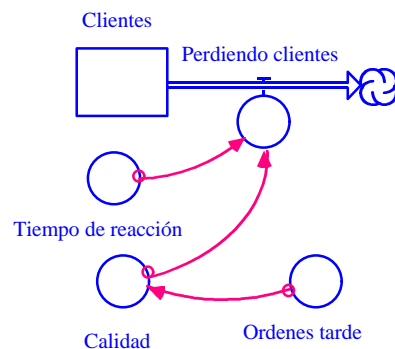 Clientes
Perdiendo clientes
Tiempo de reacción
Calidad
Ordenes tarde